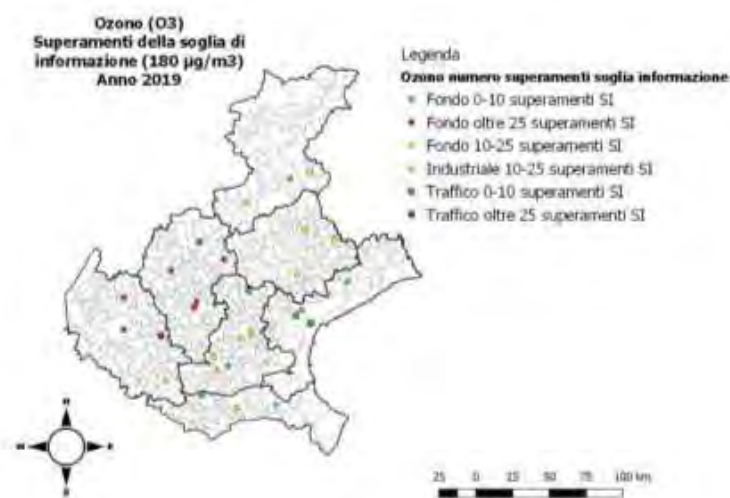 Ozono (O3)
Superamenti della soglia di
informazione (180 µg/m3)
Anno 2019
Legenda
Ozono numero superamenti soglia informazione
Fondo 0-10 superamenti SI
Fondo oltre 25 superamenti SI
Fondo 10-25 superamenti SI
Industriale 10-25 superamenti SI
Traffico 0-10 superamenti SI
Traffico oltre 25 superamenti SI
N
S
25 0 25 50 75 100 km